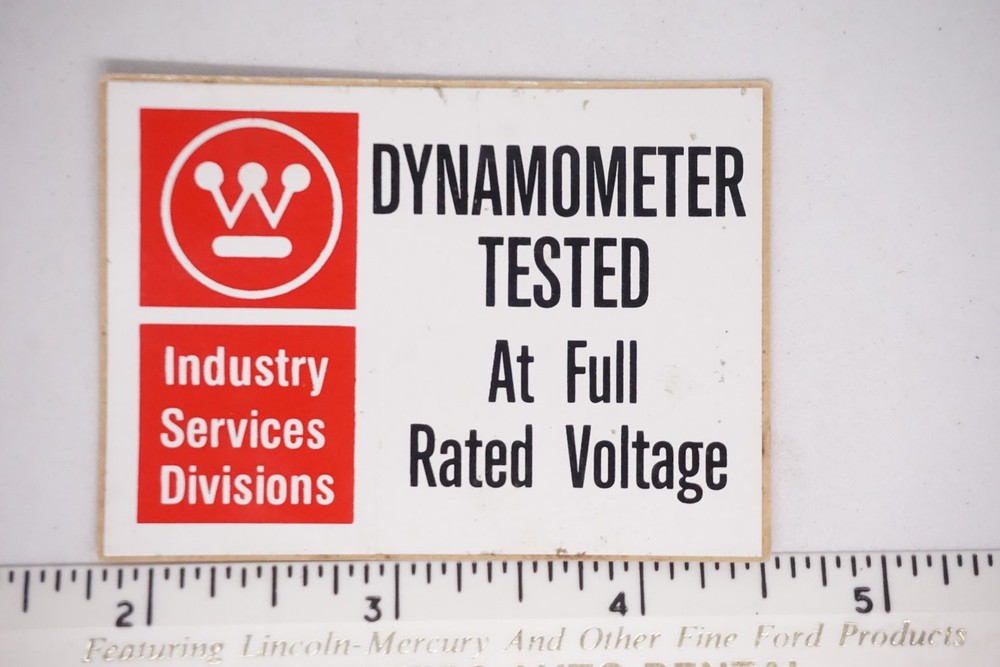 DYNAMOMETER
TESTED
At Full
Rated Voltage
Industry
Services
Divisions
2 3 4 5
Featuring Lincoln-Mercury And Other Fine Ford Products